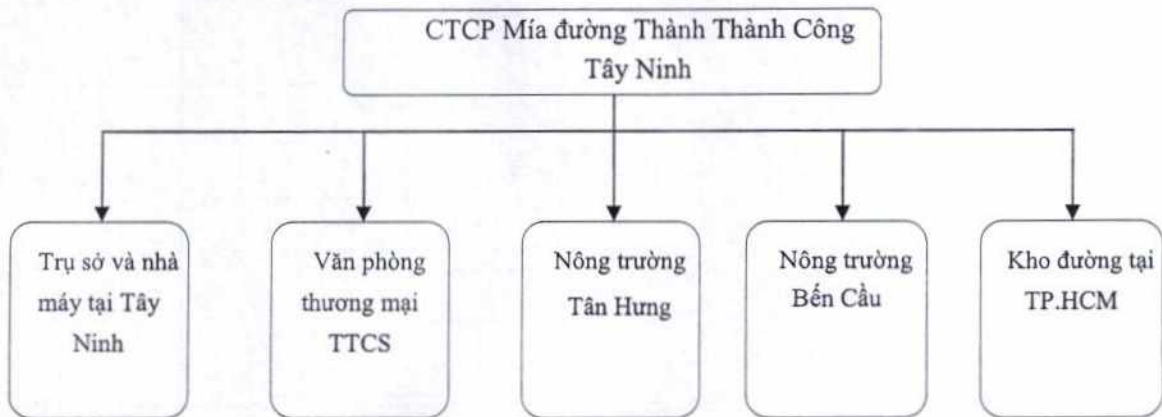 CTCP Mía đường Thành Thành Công
Tây Ninh
Trụ sở và nhà
máy tại Tây
Ninh
Văn phòng
thương mại
TTCS
Nông trường
Tân Hưng
Nông trường
Bến Cầu
Kho đường tại
TP.HCM